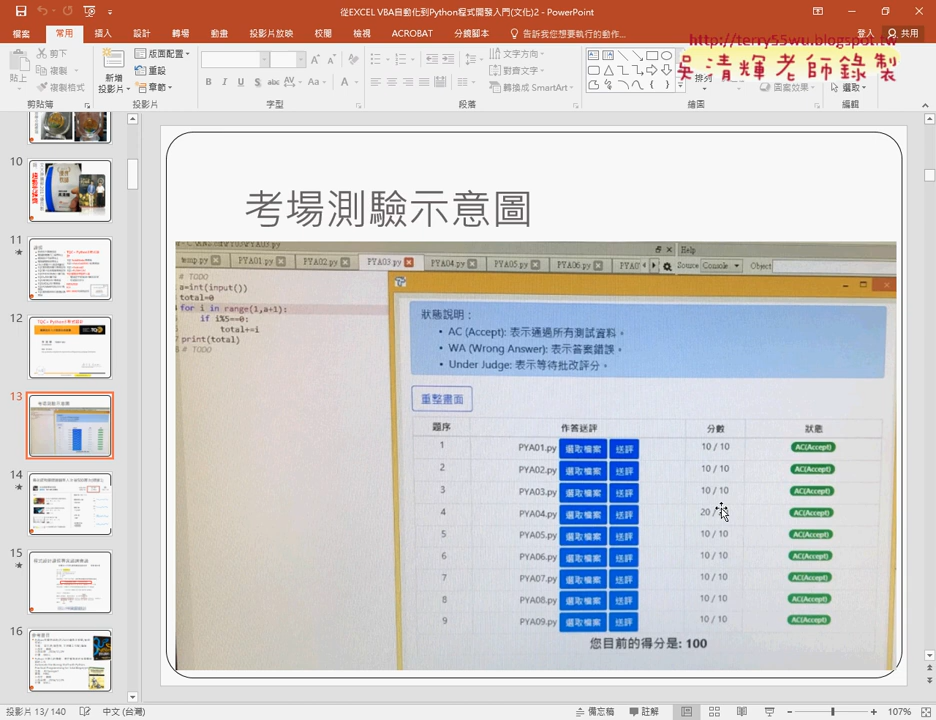 從EXCEL VBA自動化到Python程式開發入門(文化)2 - PowerPoint
檔案 常用 插入 設計 轉場 動畫 投影片放映 校閱 檢視 ACROBAT 分鏡腳本 告訴我您想要執行的動作... 登入 共用
http://terry55wu.blogspot.tw
吳清輝老師錄製
貼上
剪下
複製
複製格式
剪貼簿
新增
投影片
版面配置
重設
章節
投影片
字型
文字方向
對齊文字
轉換成 SmartArt
段落
排列
圖案效果
繪圖
選取
編輯
10
11
12
13
考場測驗示意圖
14
15
16
考場測驗示意圖
temp.py PYA01.py PYA02.py PYA03.py PYA04.py PYA05.py PYA06.py
Help
Source Console Object
# TODO
a=int(input())
total=0
for i in range(1,a+1):
if i%5==0:
total+=i
print(total)
# TODO
狀態說明：
• AC (Accept): 表示通過所有測試資料。
• WA (Wrong Answer): 表示答案錯誤。
• Under Judge: 表示等待批改評分。
重整畫面
題序 作答送評 分數 狀態
1 PYA01.py 選取檔案 送評 10 / 10 AC(Accept)
2 PYA02.py 選取檔案 送評 10 / 10 AC(Accept)
3 PYA03.py 選取檔案 送評 10 / 10 AC(Accept)
4 PYA04.py 選取檔案 送評 20 / AC(Accept)
5 PYA05.py 選取檔案 送評 10 / 10 AC(Accept)
6 PYA06.py 選取檔案 送評 10 / 10 AC(Accept)
7 PYA07.py 選取檔案 送評 10 / 10 AC(Accept)
8 PYA08.py 選取檔案 送評 10 / 10 AC(Accept)
9 PYA09.py 選取檔案 送評 10 / 10 AC(Accept)
您目前的得分是: 100
投影片 13/ 140 中文 (台灣) 備忘稿 註解 107%